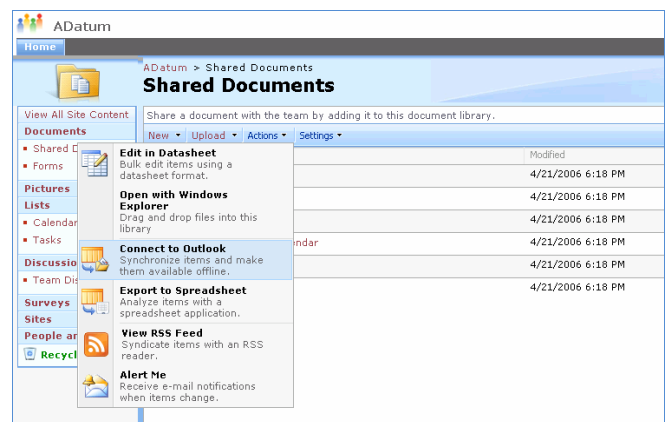 ADatum
Home
ADatum > Shared Documents
Shared Documents
View All Site Content
Share a document with the team by adding it to this document library.
Documents
New Upload Actions Settings
Shared
Forms
Pictures
Lists
Calendar
Tasks
Team
Surveys
Sites
People
Edit in Datasheet
Bulk edit items using a
datasheet format.
Open with Windows
Explorer
Drag and drop files into this
library
Connect to Outlook
Synchronize items and make
them available offline.
Export to Spreadsheet
Analyze items with a
spreadsheet application.
View RSS Feed
Syndicate items with an RSS
reader.
Alert Me
Receive e-mail notifications
when items change.
Modified
4/21/2006 6:18 PM
4/21/2006 6:18 PM
4/21/2006 6:18 PM
4/21/2006 6:18 PM
4/21/2006 6:18 PM
4/21/2006 6:18 PM